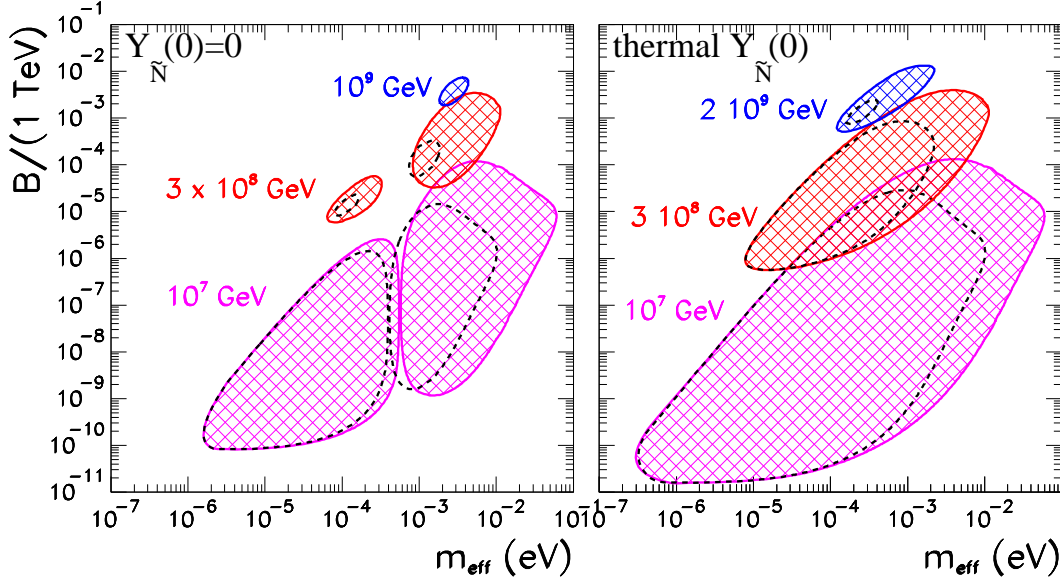 Y_Ñ(0)=0
10⁹ GeV
3 x 10⁸ GeV
10⁷ GeV
thermal Y_Ñ(0)
2 10⁹ GeV
3 10⁸ GeV
10⁷ GeV
B/(1 TeV)
10⁻¹
10⁻²
10⁻³
10⁻⁴
10⁻⁵
10⁻⁶
10⁻⁷
10⁻⁸
10⁻⁹
10⁻¹⁰
10⁻¹¹
10⁻⁷ 10⁻⁶ 10⁻⁵ 10⁻⁴ 10⁻³ 10⁻² 10⁻¹⁰⁻⁷ 10⁻⁶ 10⁻⁵ 10⁻⁴ 10⁻³ 10⁻²
m_eff (eV) m_eff (eV)